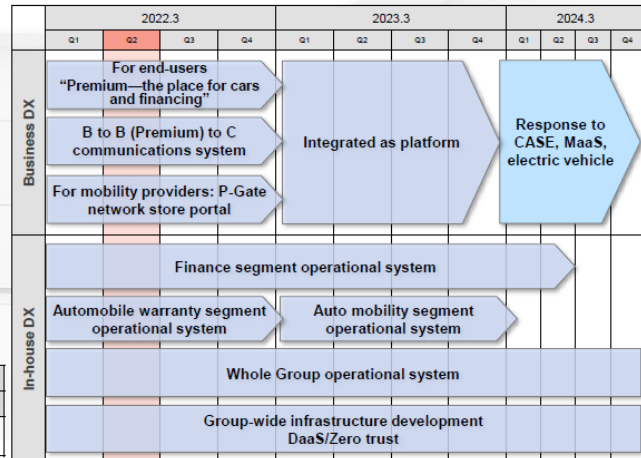 2022.3 2023.3 2024.3
Q1 Q2 Q3 Q4 Q1 Q2 Q3 Q4 Q1 Q2 Q3 Q4
Business DX
For end-users
“Premium—the place for cars
and financing”
B to B (Premium) to C
communications system
For mobility providers: P-Gate
network store portal
Integrated as platform
Response to
CASE, MaaS,
electric vehicle
In-house DX
Finance segment operational system
Automobile warranty segment
operational system
Auto mobility segment
operational system
Whole Group operational system
Group-wide infrastructure development
DaaS/Zero trust